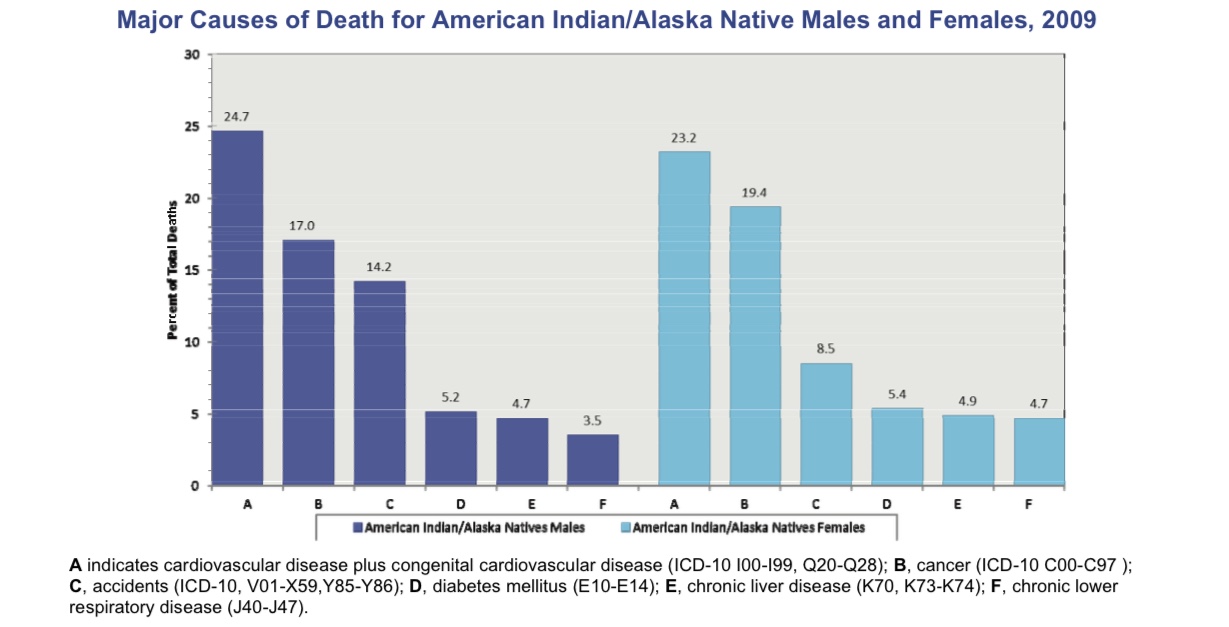 Major Causes of Death for American Indian/Alaska Native Males and Females, 2009
Percent of Total Deaths
30
25
20
15
10
5
0
24.7
17.0
14.2
5.2
4.7
3.5
23.2
19.4
8.5
5.4
4.9
4.7
A B C D E F A B C D E F
American Indian/Alaska Natives Males American Indian/Alaska Natives Females
A indicates cardiovascular disease plus congenital cardiovascular disease (ICD-10 I00-I99, Q20-Q28); B, cancer (ICD-10 C00-C97 );
C, accidents (ICD-10, V01-X59,Y85-Y86); D, diabetes mellitus (E10-E14); E, chronic liver disease (K70, K73-K74); F, chronic lower
respiratory disease (J40-J47).